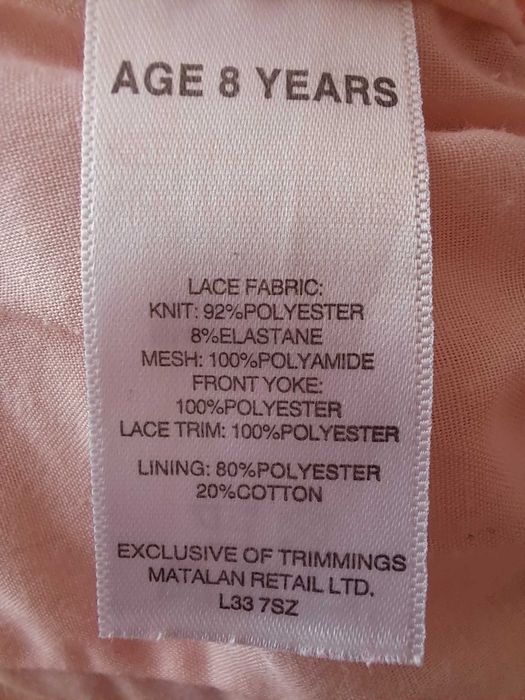 AGE 8 YEARS
LACE FABRIC:
KNIT: 92%POLYESTER
8%ELASTANE
MESH: 100%POLYAMIDE
FRONT YOKE:
100%POLYESTER
LACE TRIM: 100%POLYESTER
LINING: 80%POLYESTER
20%COTTON
EXCLUSIVE OF TRIMMINGS
MATALAN RETAIL LTD.
L33 7SZ